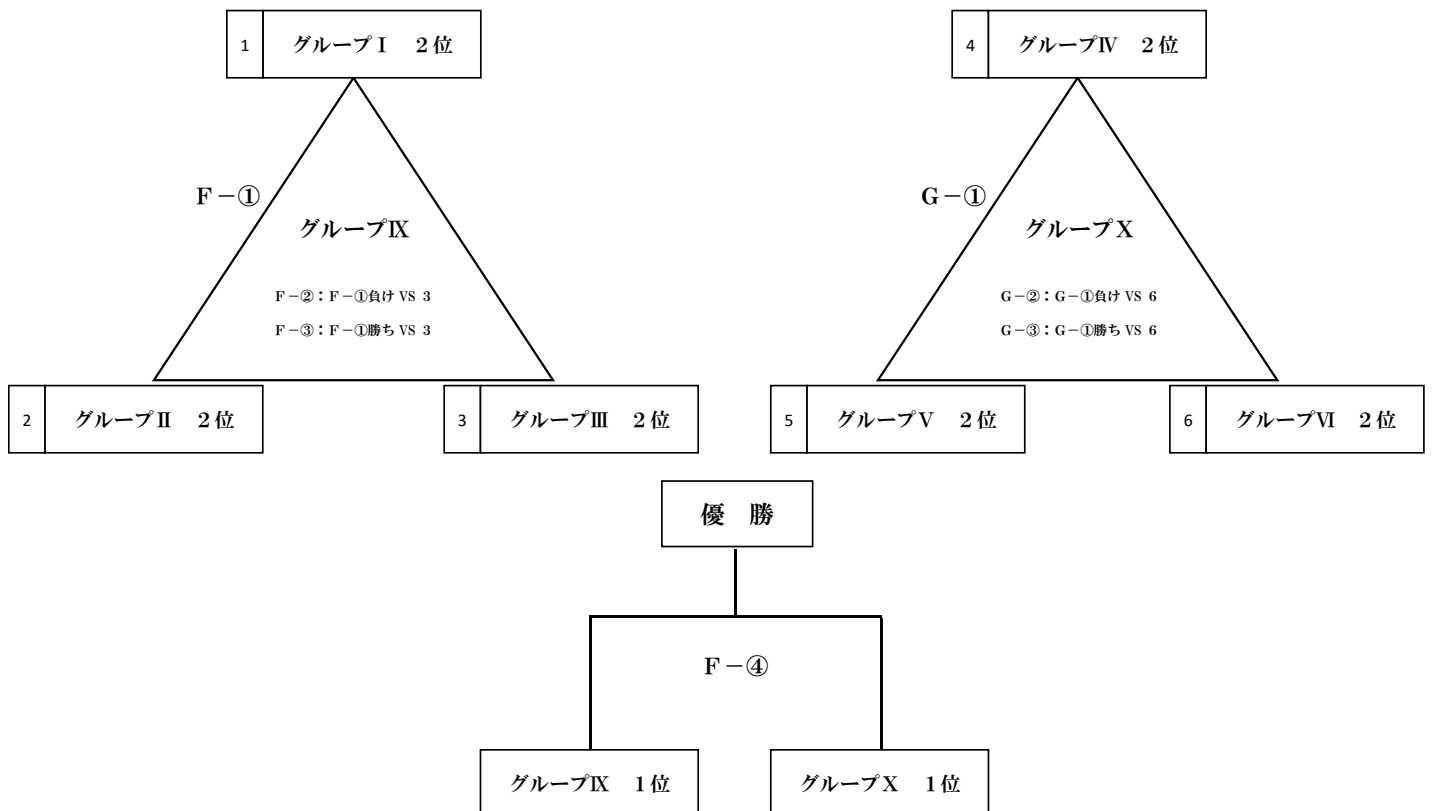 1 グループⅠ　２位
4 グループⅣ　２位
Ｆ－①
Ｇ－①
グループⅨ
グループⅩ
Ｆ－②：Ｆ－①負け VS 3
Ｆ－③：Ｆ－①勝ち VS 3
Ｇ－②：Ｇ－①負け VS 6
Ｇ－③：Ｇ－①勝ち VS 6
2 グループⅡ　２位
3 グループⅢ　２位
5 グループⅤ　２位
6 グループⅥ　２位
優　勝
Ｆ－④
グループⅨ　１位
グループⅩ　１位